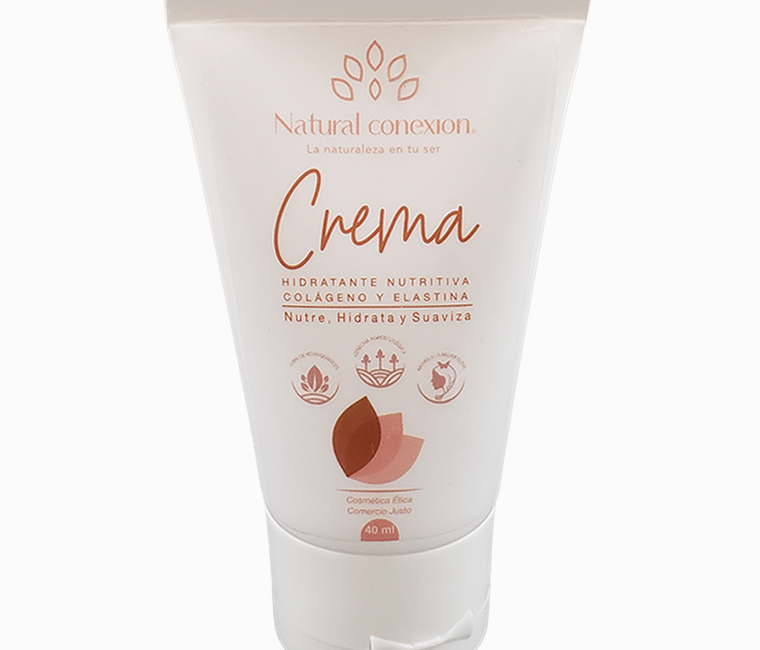 Natural conexion
La naturaleza en tu ser
Crema
HIDRATANTE NUTRITIVA
COLÁGENO Y ELASTINA
Nutre, Hidrata y Suaviza
Cosmética Ética
Comercio Justo
40 ml